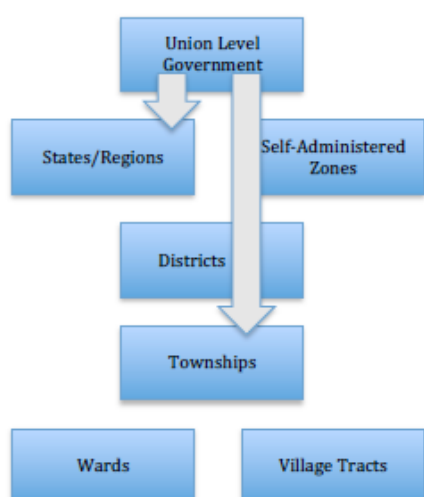 Union Level
Government
States/Regions
Self-Administered
Zones
Districts
Townships
Wards
Village Tracts